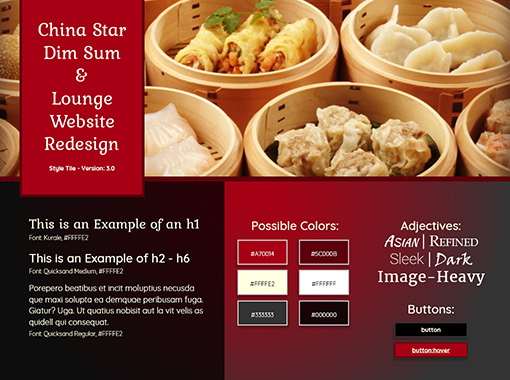 China Star
Dim Sum
&
Lounge
Website
Redesign
Style Tile - Version: 3.0
This is an Example of an h1
Font: Kurale, #FFFFE2
This is an Example of h2 - h6
Font: Quicksand Medium, #FFFFE2
Porepero beatibus et incit moluptius necusda
que maxi solupta ea demquae peribusam fuga.
Giatur? Uga. Ut quatius nobisit aut la vit velis as
quidell qui consequat.
Font: Quicksand Regular, #FFFFE2
Possible Colors:
#A70014 #5C000B
#FFFFE2 #FFFFFF
#333333 #000000
Adjectives:
Asian | Refined
Sleek | Dark
Image-Heavy
Buttons:
button
button:hover